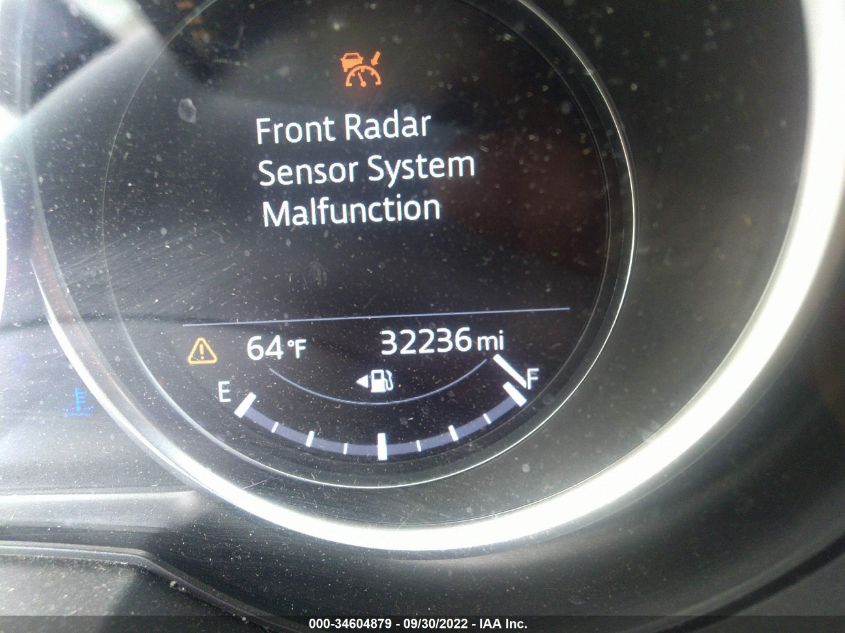 Front Radar
Sensor System
Malfunction
64°F 32236 mi
E F
000-34604879 - 09/30/2022 - IAA Inc.